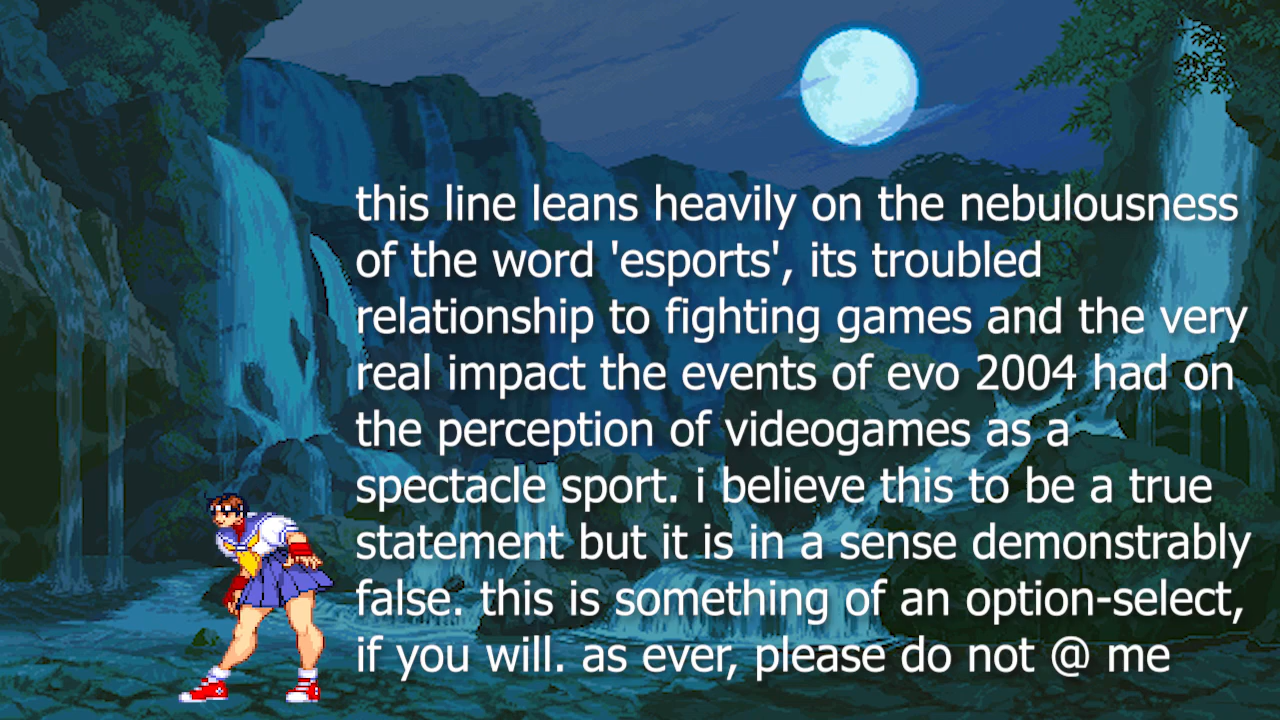 this line leans heavily on the nebulousness
of the word 'esports', its troubled
relationship to fighting games and the very
real impact the events of evo 2004 had on
the perception of videogames as a
spectacle sport. i believe this to be a true
statement but it is in a sense demonstrably
false. this is something of an option-select,
if you will. as ever, please do not @ me